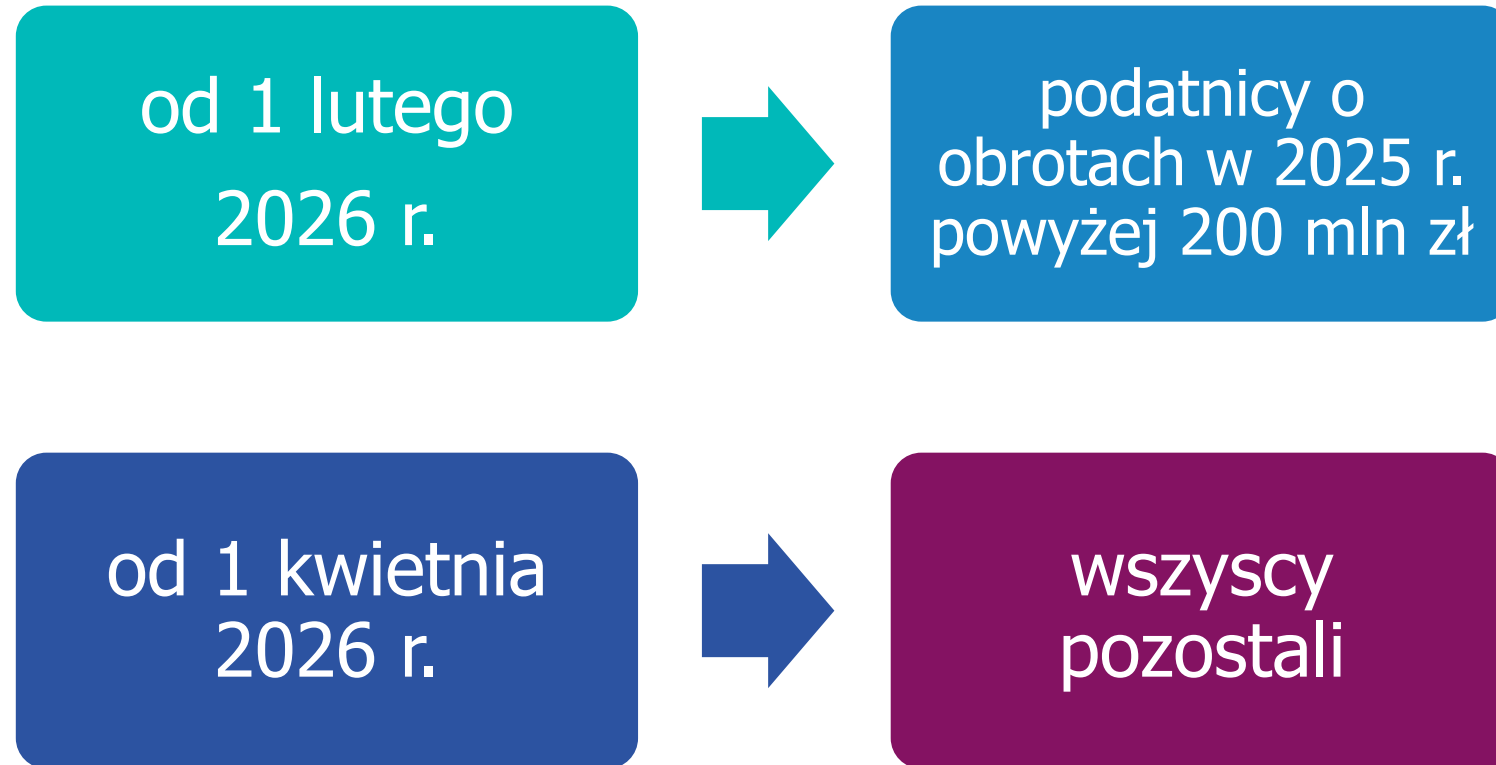 od 1 lutego
2026 r.
podatnicy o
obrotach w 2025 r.
powyżej 200 mln zł
od 1 kwietnia
2026 r.
wszyscy
pozostali